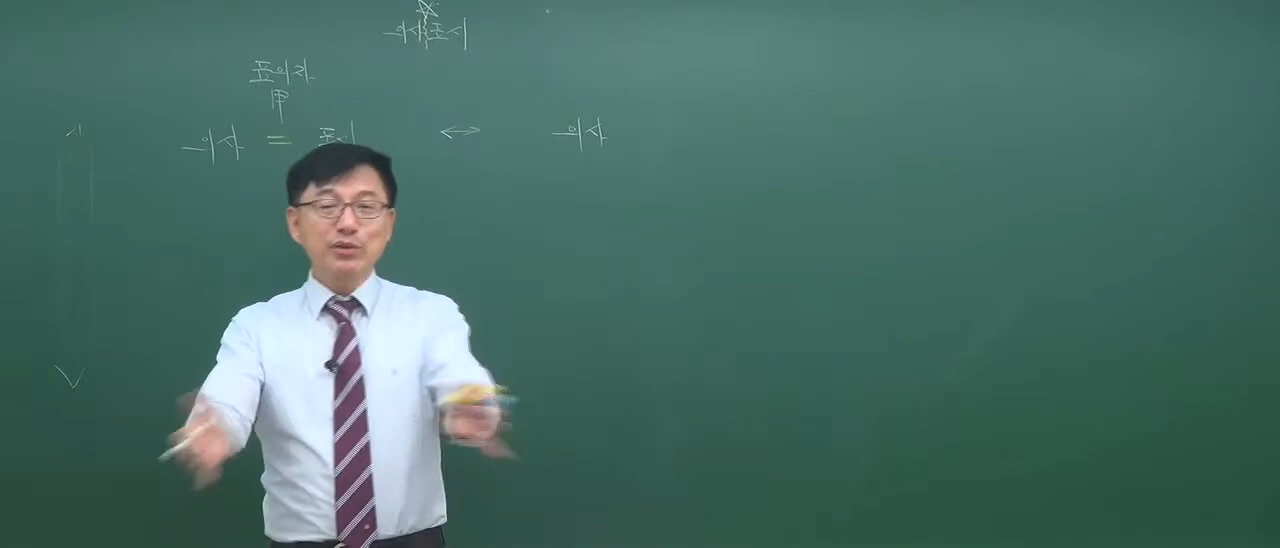 의사표시
표의자
甲
의사 = 표시 ↔ 의사